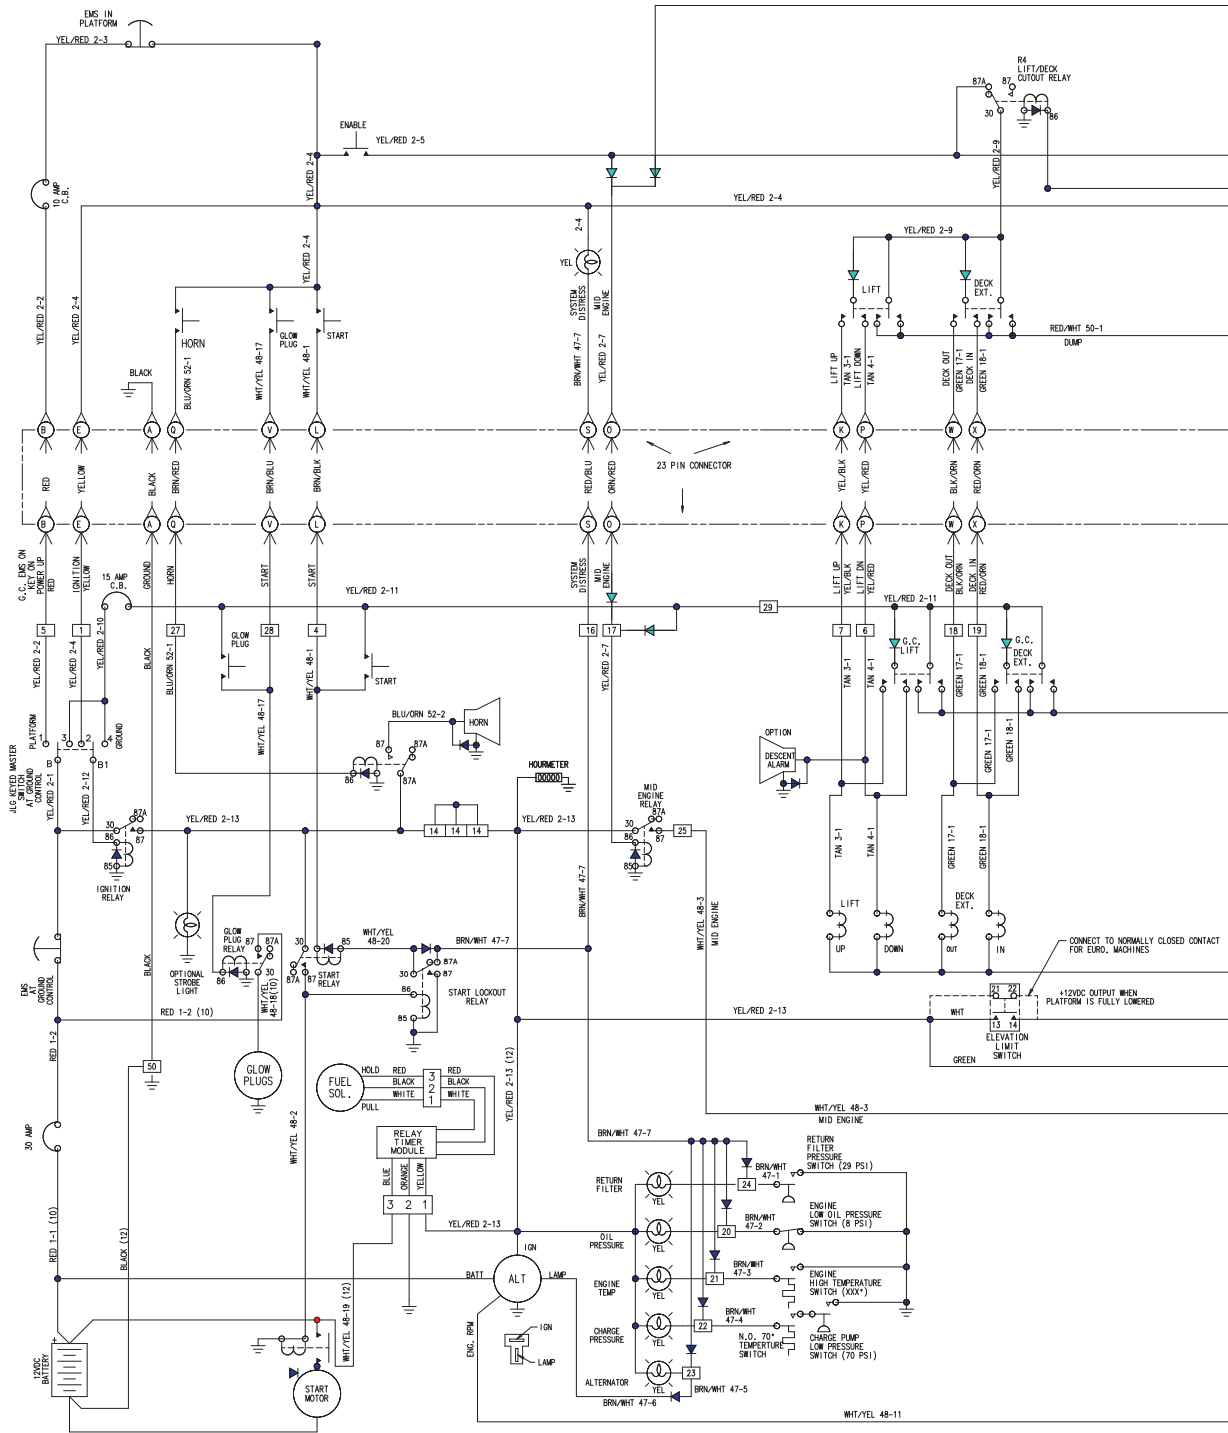 EMS IN
PLATFORM
YEL/RED 2-3
R4
LIFT/DECK
CUTOUT RELAY
87A
87
30
86
ENABLE
YEL/RED 2-5
YEL/RED 2-4
YEL/RED 2-9
10 AMP
C.B.
YEL/RED 2-4
YEL/RED 2-4
2-4
YEL
YEL/RED 2-9
LIFT
DECK
EXT.
YEL/RED 2-2
YEL/RED 2-4
HORN
GLOW
PLUG
START
SYSTEM
DISTRESS
MID
ENGINE
RED/WHT 50-1
DUMP
BLACK
BLU/ORN 52-1
WHT/YEL 48-17
WHT/YEL 48-1
BRN/WHT 47-7
YEL/RED 2-7
LIFT UP
TAN 3-1
LIFT DOWN
TAN 4-1
DECK OUT
GREEN 17-1
DECK IN
GREEN 18-1
B
E
A
Q
V
L
S
O
K
P
W
X
RED
YELLOW
BLACK
BRN/RED
BRN/BLU
BRN/BLK
RED/BLU
ORN/RED
23 PIN CONNECTOR
YEL/BLK
YEL/RED
BLK/ORN
RED/ORN
B
E
A
Q
V
L
S
O
K
P
W
X
G.C. EMS ON
KEY ON
POWER UP
RED
IGNITION
YELLOW
15 AMP
C.B.
GROUND
HORN
START
START
SYSTEM
DISTRESS
MID
ENGINE
LIFT UP
YEL/BLK
LIFT DN
YEL/RED
DECK OUT
BLK/ORN
DECK IN
RED/ORN
YEL/RED 2-11
YEL/RED 2-11
29
5
1
27
28
4
16
17
7
6
18
19
YEL/RED 2-2
YEL/RED 2-4
YEL/RED 2-10
BLACK
BLU/ORN 52-1
GLOW
PLUG
WHT/YEL 48-17
WHT/YEL 48-1
START
YEL/RED 2-7
TAN 3-1
TAN 4-1
G.C.
LIFT
GREEN 17-1
GREEN 18-1
G.C.
DECK
EXT.
JLG KEYED MASTER
SWITCH
AT GROUND
CONTROL
PLATFORM
1
3
2
4
GROUND
B
B1
YEL/RED 2-1
YEL/RED 2-12
BLU/ORN 52-2
HORN
87
87A
86
87A
HOURMETER
OPTION
DESCENT
ALARM
GREEN 17-1
GREEN 18-1
30
87A
86
87
85
IGNITION
RELAY
YEL/RED 2-13
14
14
14
YEL/RED 2-13
MID
ENGINE
RELAY
87A
30
86
87
85
25
TAN 3-1
TAN 4-1
GREEN 17-1
GREEN 18-1
BRN/WHT 47-7
WHT/YEL 48-3
MID ENGINE
LIFT
UP
DOWN
DECK
EXT.
OUT
IN
EMS
AT
GROUND
CONTROL
BLACK
OPTIONAL
STROBE
LIGHT
GLOW
PLUG
RELAY
87
87A
86
30
WHT/YEL
48-18(10)
30
85
87A
87
START
RELAY
WHT/YEL
48-20
BRN/WHT 47-7
87A
30
87
86
85
START LOCKOUT
RELAY
CONNECT TO NORMALLY CLOSED CONTACT
FOR EURO. MACHINES
+12VDC OUTPUT WHEN
PLATFORM IS FULLY LOWERED
21
22
13
14
WHT
ELEVATION
LIMIT
SWITCH
GREEN
RED 1-2 (10)
RED 1-2
YEL/RED 2-13
50
GLOW
PLUGS
FUEL
SOL.
HOLD
PULL
RED
BLACK
WHITE
3
2
1
RED
BLACK
WHITE
YEL/RED 2-13 (12)
30 AMP
WHT/YEL 48-2
RELAY
TIMER
MODULE
BLUE
ORANGE
YELLOW
3
2
1
YEL/RED 2-13
WHT/YEL 48-3
MID ENGINE
BRN/WHT 47-7
RETURN
FILTER
YEL
24
BRN/WHT
47-1
RETURN
FILTER
PRESSURE
SWITCH (29 PSI)
OIL
PRESSURE
YEL
20
BRN/WHT
47-2
ENGINE
LOW OIL PRESSURE
SWITCH (8 PSI)
RED 1-1 (10)
BLACK (12)
IGN
BATT
ALT
LAMP
ENGINE
TEMP
YEL
21
BRN/WHT
47-3
ENGINE
HIGH TEMPERATURE
SWITCH (XXX°)
WHT/YEL 48-19 (12)
ENG. RPM
IGN
LAMP
CHARGE
PRESSURE
YEL
22
BRN/WHT
47-4
N.O. 70°
TEMPERTURE
SWITCH
CHARGE PUMP
LOW PRESSURE
SWITCH (70 PSI)
+
-
12VDC
BATTERY
START
MOTOR
ALTERNATOR
YEL
23
BRN/WHT 47-5
BRN/WHT 47-6
WHT/YEL 48-11